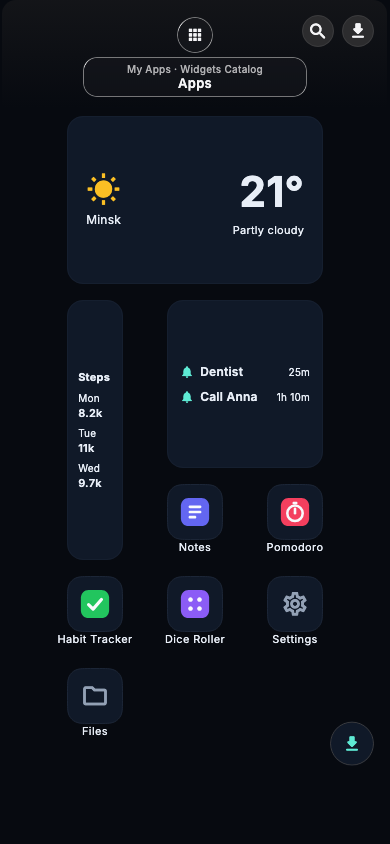 My Apps · Widgets Catalog
Apps
Minsk
21°
Partly cloudy
Steps
Mon
8.2k
Tue
11k
Wed
9.7k
Dentist 25m
Call Anna 1h 10m
Notes
Pomodoro
Habit Tracker
Dice Roller
Settings
Files